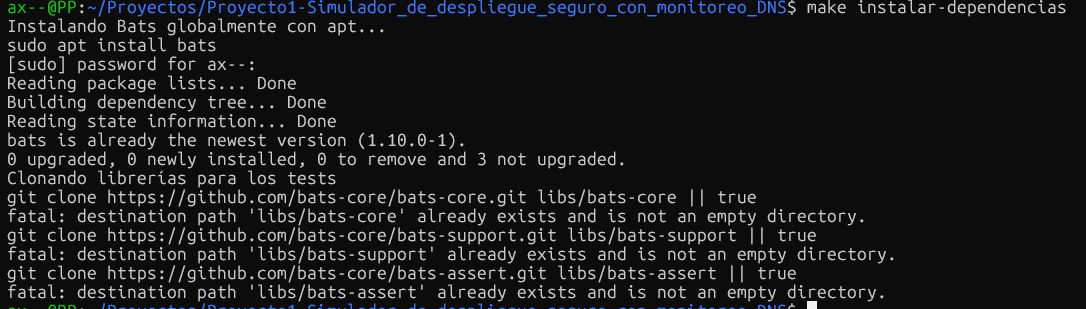 ax--@PP:~/Proyectos/Proyecto1-Simulador_de_despliegue_seguro_con_monitoreo_DNS$ make instalar-dependencias
Instalando Bats globalmente con apt...
sudo apt install bats
[sudo] password for ax--:
Reading package lists... Done
Building dependency tree... Done
Reading state information... Done
bats is already the newest version (1.10.0-1).
0 upgraded, 0 newly installed, 0 to remove and 3 not upgraded.
Clonando librerías para los tests
git clone https://github.com/bats-core/bats-core.git libs/bats-core || true
fatal: destination path 'libs/bats-core' already exists and is not an empty directory.
git clone https://github.com/bats-core/bats-support.git libs/bats-support || true
fatal: destination path 'libs/bats-support' already exists and is not an empty directory.
git clone https://github.com/bats-core/bats-assert.git libs/bats-assert || true
fatal: destination path 'libs/bats-assert' already exists and is not an empty directory.
ax--@PP:~/Proyectos/Proyecto1-Simulador_de_despliegue_seguro_con_monitoreo_DNS$